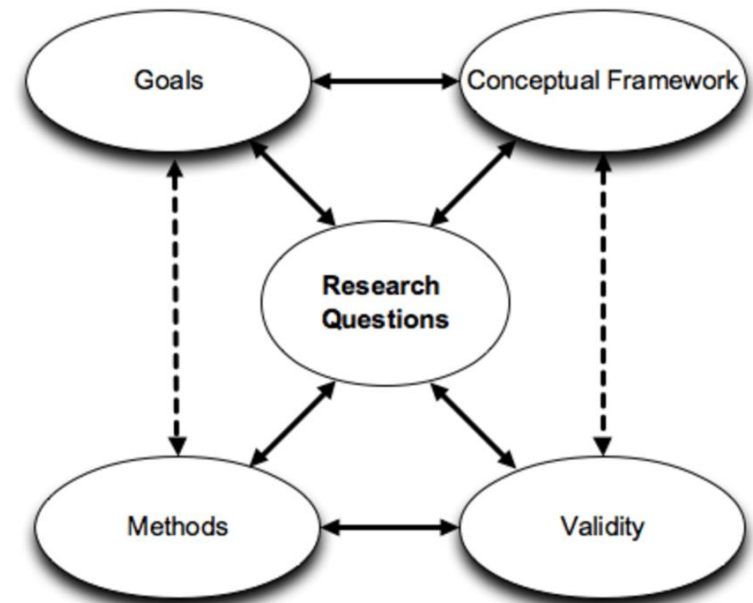 Goals
Conceptual Framework
Research
Questions
Methods
Validity